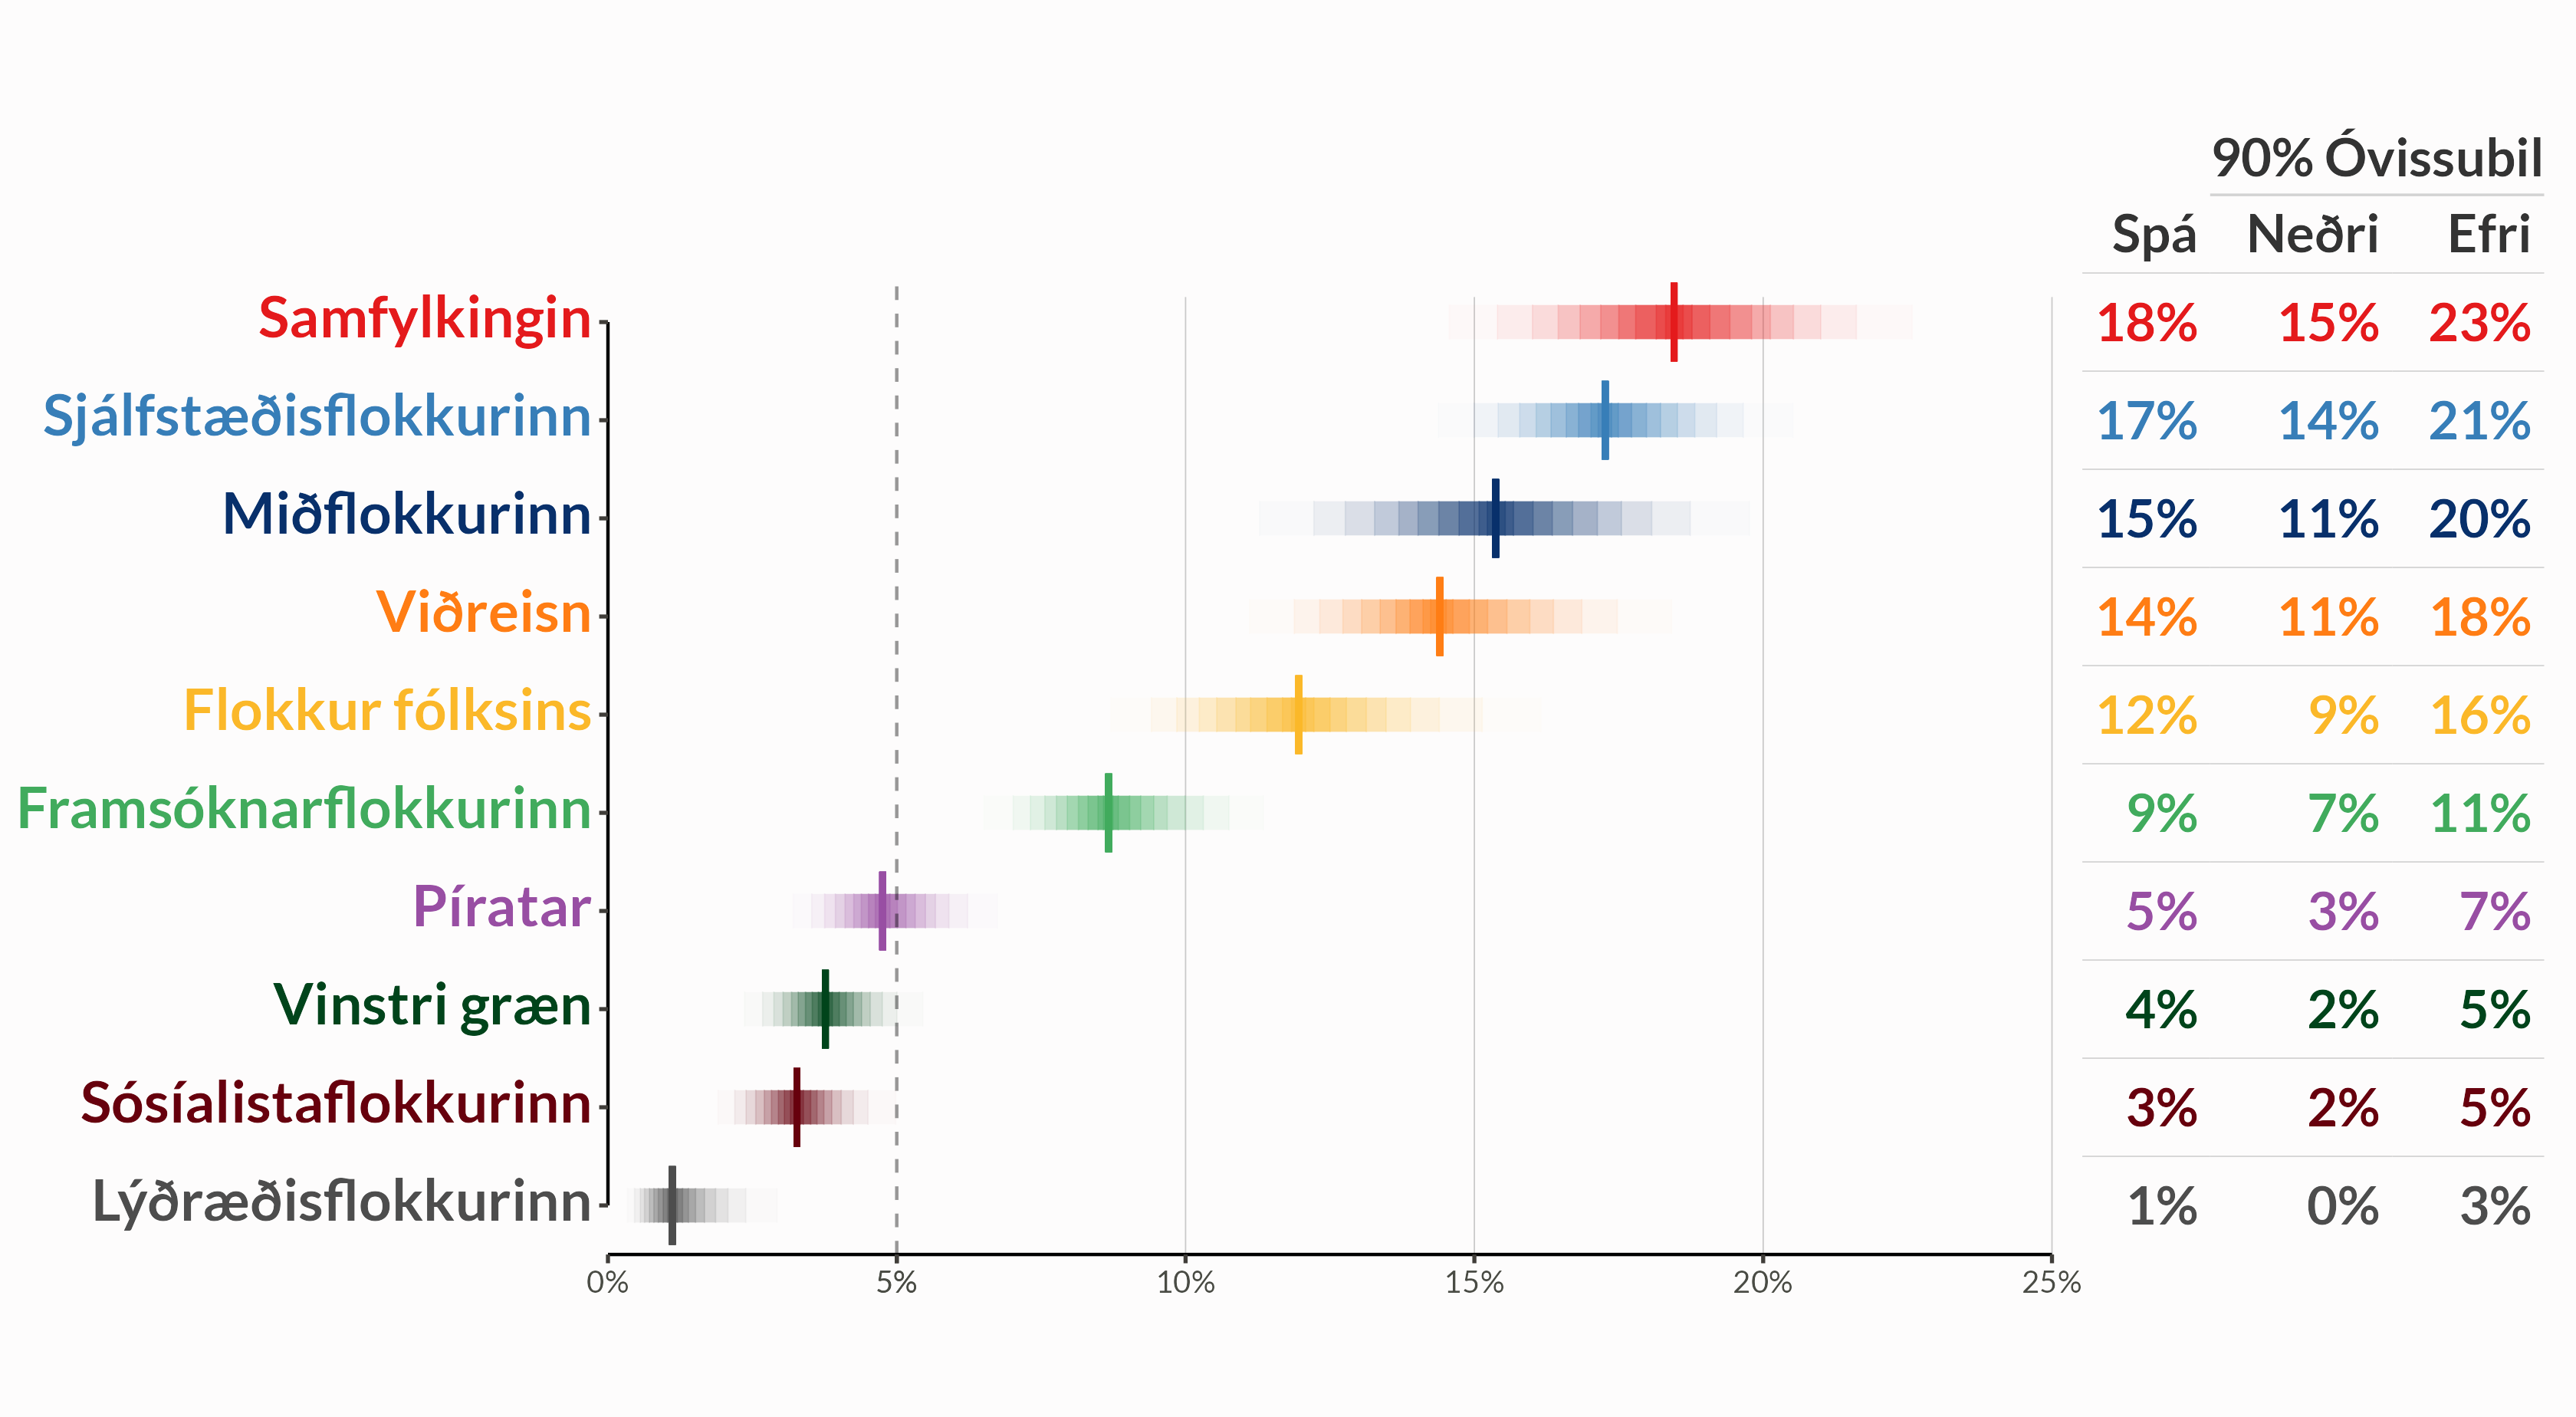 90% Óvissubil
Spá Neðri Efri
Samfylkingin 18% 15% 23%
Sjálfstæðisflokkurinn 17% 14% 21%
Miðflokkurinn 15% 11% 20%
Viðreisn 14% 11% 18%
Flokkur fólksins 12% 9% 16%
Framsóknarflokkurinn 9% 7% 11%
Píratar 5% 3% 7%
Vinstri græn 4% 2% 5%
Sósíalistaflokkurinn 3% 2% 5%
Lýðræðisflokkurinn 1% 0% 3%
0% 5% 10% 15% 20% 25%